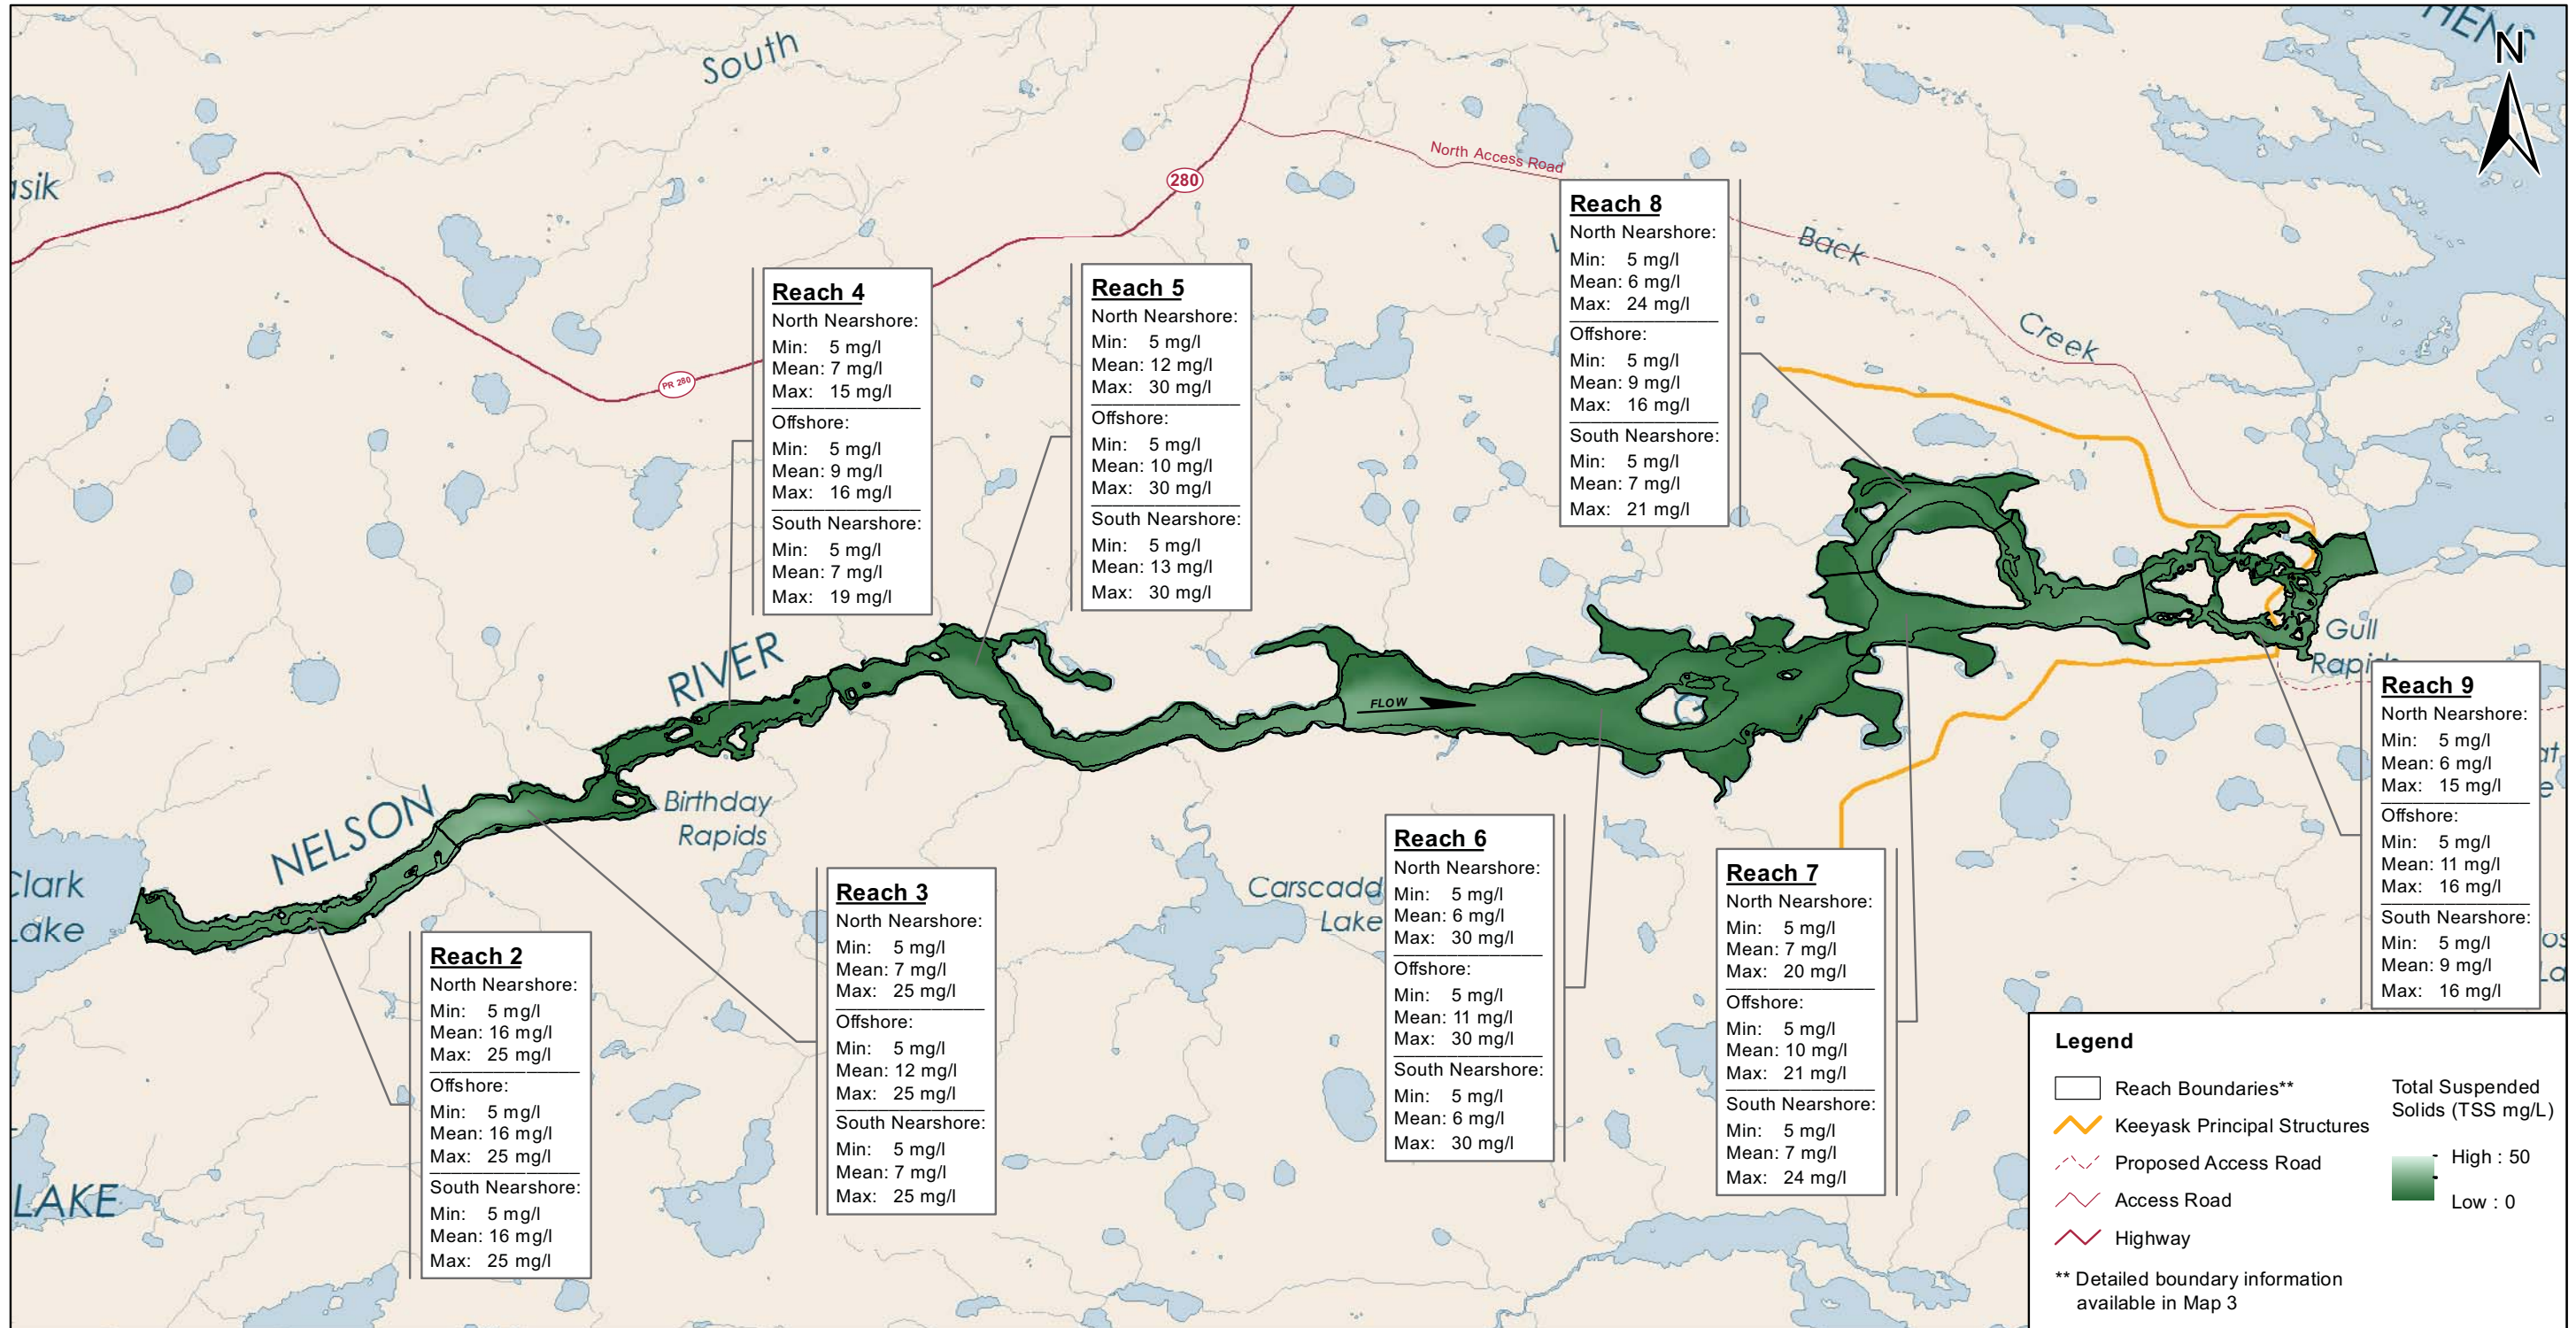 South
HENS
N
asik
280
North Access Road
PR 280
Back
Creek
Reach 4
North Nearshore:
Min: 5 mg/l
Mean: 7 mg/l
Max: 15 mg/l
Offshore:
Min: 5 mg/l
Mean: 9 mg/l
Max: 16 mg/l
South Nearshore:
Min: 5 mg/l
Mean: 7 mg/l
Max: 19 mg/l
Reach 5
North Nearshore:
Min: 5 mg/l
Mean: 12 mg/l
Max: 30 mg/l
Offshore:
Min: 5 mg/l
Mean: 10 mg/l
Max: 30 mg/l
South Nearshore:
Min: 5 mg/l
Mean: 13 mg/l
Max: 30 mg/l
Reach 8
North Nearshore:
Min: 5 mg/l
Mean: 6 mg/l
Max: 24 mg/l
Offshore:
Min: 5 mg/l
Mean: 9 mg/l
Max: 16 mg/l
South Nearshore:
Min: 5 mg/l
Mean: 7 mg/l
Max: 21 mg/l
NELSON
RIVER
Birthday
Rapids
FLOW
G
Gull
Rapids
Clark
Lake
Carscadd
Lake
LAKE
Reach 2
North Nearshore:
Min: 5 mg/l
Mean: 16 mg/l
Max: 25 mg/l
Offshore:
Min: 5 mg/l
Mean: 16 mg/l
Max: 25 mg/l
South Nearshore:
Min: 5 mg/l
Mean: 16 mg/l
Max: 25 mg/l
Reach 3
North Nearshore:
Min: 5 mg/l
Mean: 7 mg/l
Max: 25 mg/l
Offshore:
Min: 5 mg/l
Mean: 12 mg/l
Max: 25 mg/l
South Nearshore:
Min: 5 mg/l
Mean: 7 mg/l
Max: 25 mg/l
Reach 6
North Nearshore:
Min: 5 mg/l
Mean: 6 mg/l
Max: 30 mg/l
Offshore:
Min: 5 mg/l
Mean: 11 mg/l
Max: 30 mg/l
South Nearshore:
Min: 5 mg/l
Mean: 6 mg/l
Max: 30 mg/l
Reach 7
North Nearshore:
Min: 5 mg/l
Mean: 7 mg/l
Max: 20 mg/l
Offshore:
Min: 5 mg/l
Mean: 10 mg/l
Max: 21 mg/l
South Nearshore:
Min: 5 mg/l
Mean: 7 mg/l
Max: 24 mg/l
Reach 9
North Nearshore:
Min: 5 mg/l
Mean: 6 mg/l
Max: 15 mg/l
Offshore:
Min: 5 mg/l
Mean: 11 mg/l
Max: 16 mg/l
South Nearshore:
Min: 5 mg/l
Mean: 9 mg/l
Max: 16 mg/l
Legend
Reach Boundaries**
Keeyask Principal Structures
Proposed Access Road
Access Road
Highway
** Detailed boundary information
available in Map 3
Total Suspended
Solids (TSS mg/L)
High : 50
Low : 0